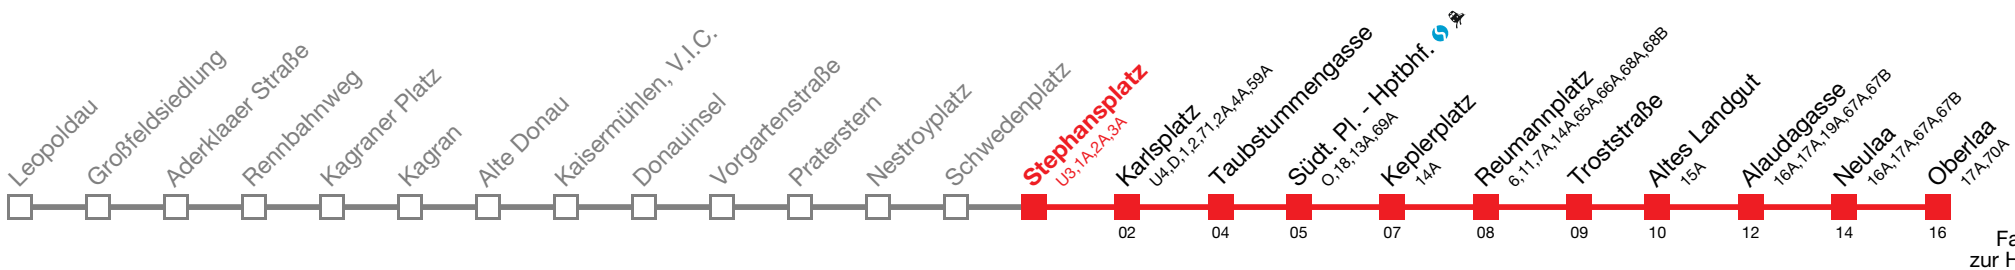 Leopoldau
Großfeldsiedlung
Aderklaaer Straße
Rennbahnweg
Kagraner Platz
Kagran
Alte Donau
Kaisermühlen, V.I.C.
Donauinsel
Vorgartenstraße
Praterstern
Nestroyplatz
Schwedenplatz
Stephansplatz
U3,1A,2A,3A
Karlsplatz
U4,D,1,2,71,2A,4A,59A
Taubstummengasse
Südt. Pl. - Hptbhf.
O,18,13A,69A
Keplerplatz
14A
Reumannplatz
6,11,7A,14A,65A,66A,68A,68B
Troststraße
Altes Landgut
15A
Alaudagasse
16A,17A,19A,67A,67B
Neulaa
16A,17A,67A,67B
Oberlaa
17A,70A
02 04 05 07 08 09 10 12 14 16
Fa
zur H